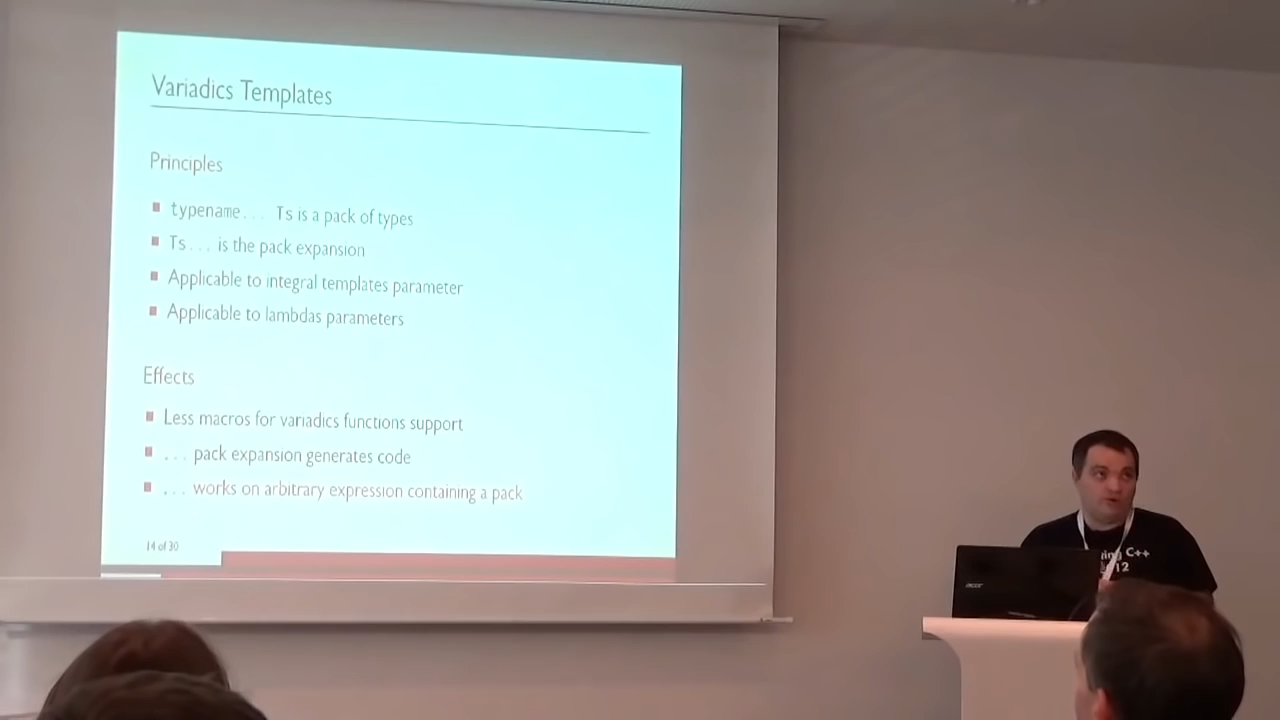 Variadics Templates
Principles
typename... Ts is a pack of types
Ts... is the pack expansion
Applicable to integral templates parameter
Applicable to lambdas parameters
Effects
Less macros for variadics functions support
... pack expansion generates code
... works on arbitrary expression containing a pack
14 of 30
C++
12
acer